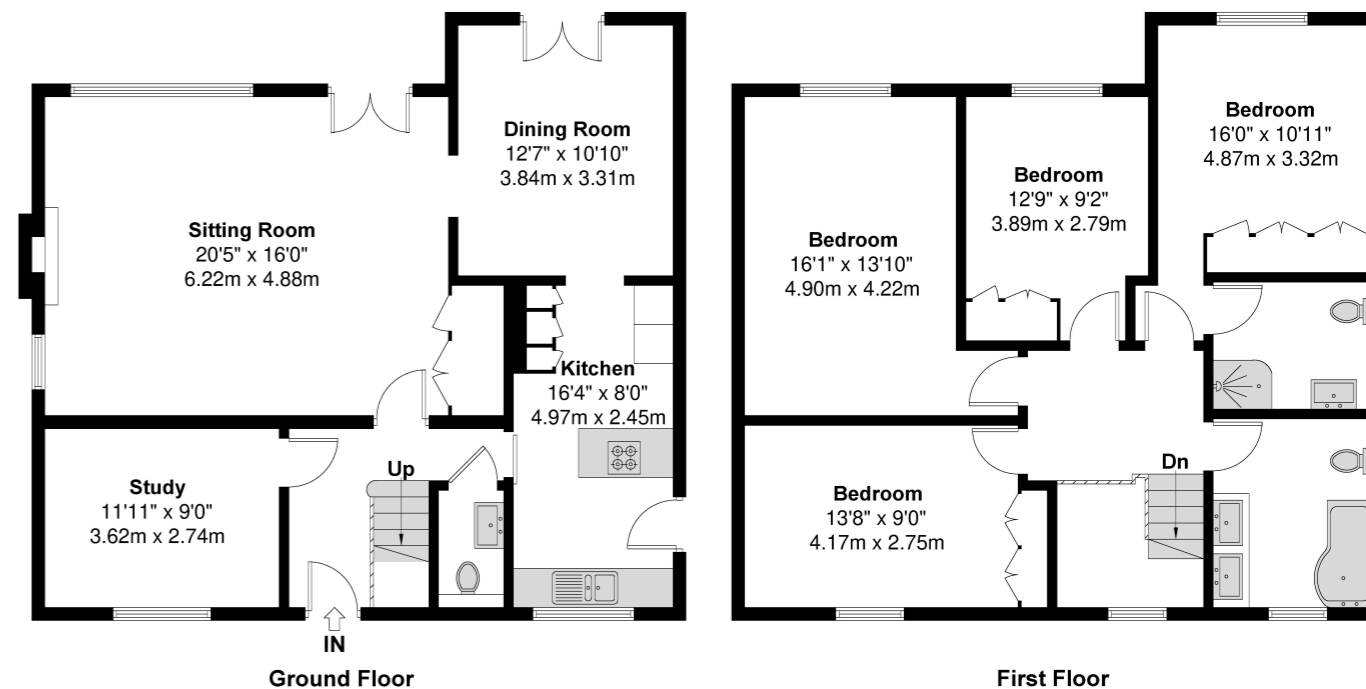 Sitting Room
20'5" x 16'0"
6.22m x 4.88m
Dining Room
12'7" x 10'10"
3.84m x 3.31m
Kitchen
16'4" x 8'0"
4.97m x 2.45m
Study
11'11" x 9'0"
3.62m x 2.74m
Up
IN
Ground Floor
Bedroom
16'1" x 13'10"
4.90m x 4.22m
Bedroom
12'9" x 9'2"
3.89m x 2.79m
Bedroom
16'0" x 10'11"
4.87m x 3.32m
Bedroom
13'8" x 9'0"
4.17m x 2.75m
Dn
First Floor